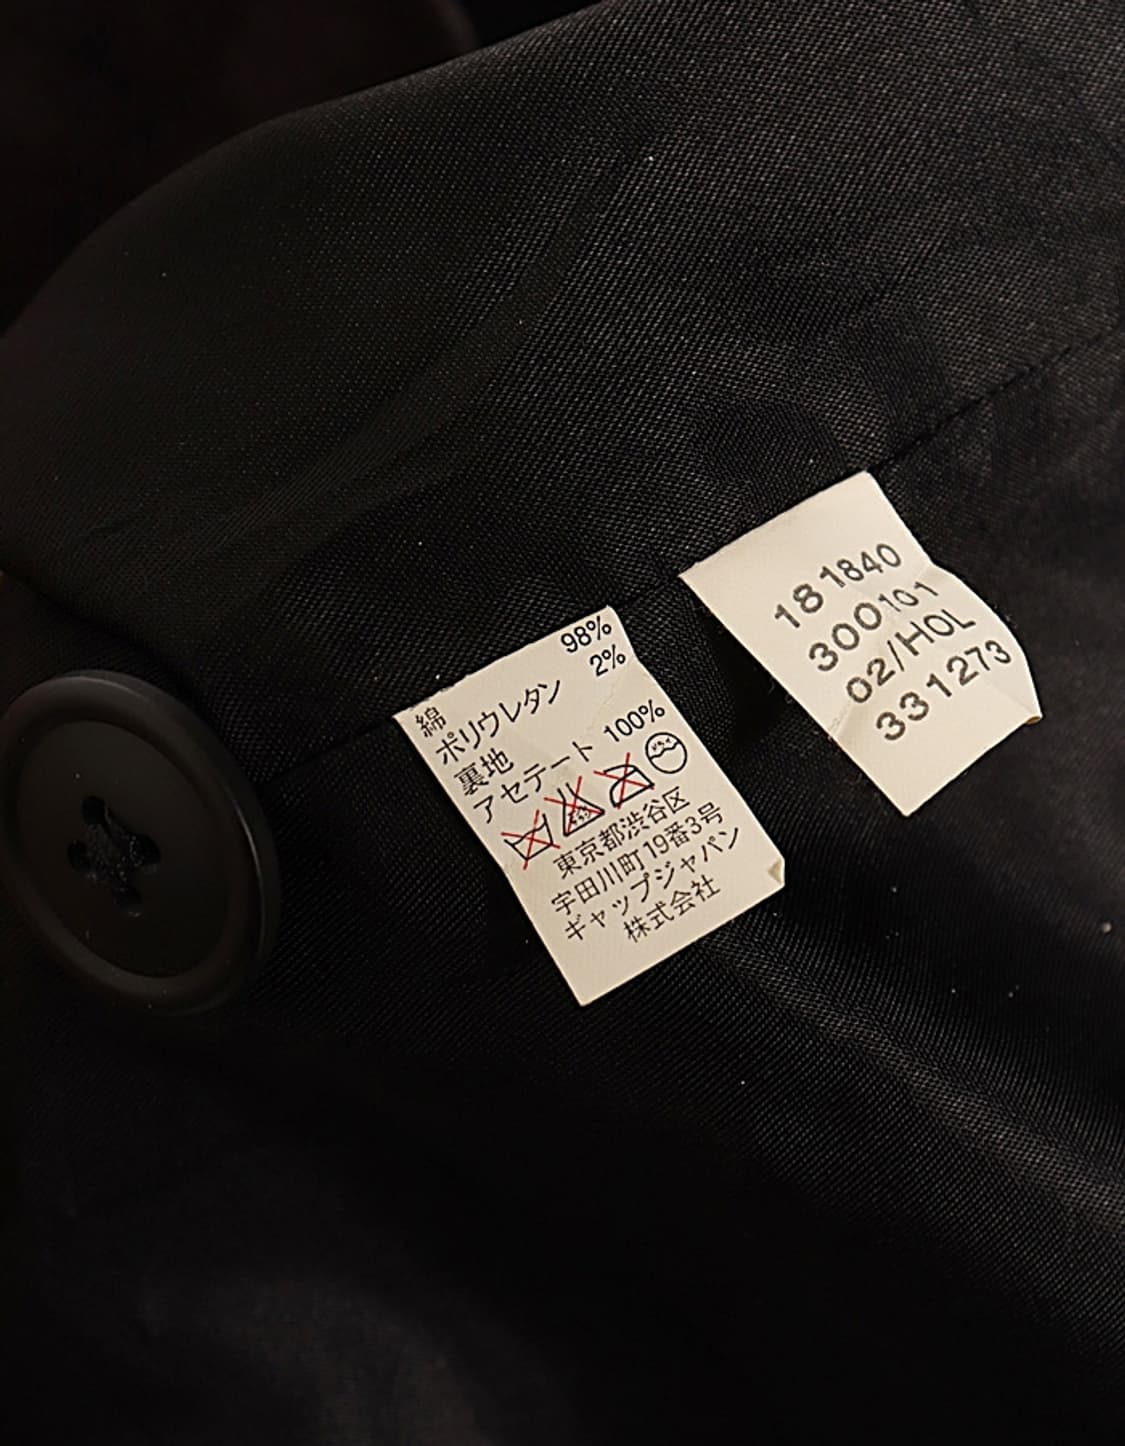 綿 98%
ポリウレタン 2%
裏地
アセテート 100%
東京都渋谷区
宇田川町19番3号
ギャップジャパン
株式会社
181840
300101
02/HOL
331273